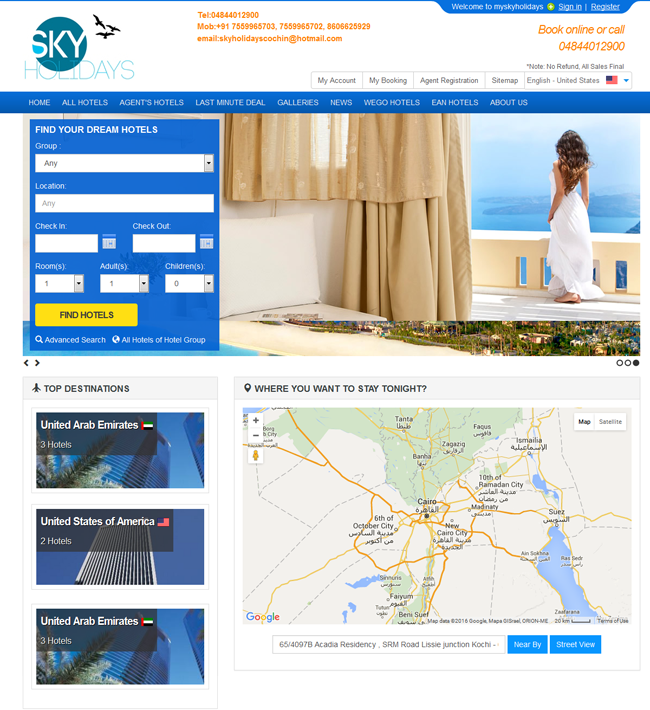 Welcome to myskyholidays Sign in | Register
Tel:04844012900
Mob:+91 7559965703, 7559965702, 8606625929
email:skyholidayscochin@hotmail.com
SKY
HOLIDAYS
Book online or call
04844012900
*Note: No Refund, All Sales Final
My Account My Booking Agent Registration Sitemap English - United States
HOME ALL HOTELS AGENT'S HOTELS LAST MINUTE DEAL GALLERIES NEWS WEGO HOTELS EAN HOTELS ABOUT US
FIND YOUR DREAM HOTELS
Group :
Any
Location:
Any
Check in: Check Out:
Room(s): Adult(s): Children(s):
1 1 0
FIND HOTELS
Advanced Search All Hotels of Hotel Group
TOP DESTINATIONS
United Arab Emirates
3 Hotels
United States of America
2 Hotels
United Arab Emirates
3 Hotels
WHERE YOU WANT TO STAY TONIGHT?
Map Satellite
Tanta
طنطا
Faqus
فاقوس
Zagazig
الزقازيق
Ismailia
الإسماعيلية
Banha
بنها
10th of
Ramadan City
مدينة العاشر
من رمضان
Madinaty
مدينتي
Cairo
القاهرة
6th of
October City
مدينة السادس
من أكتوبر
New
Cairo City
القاهرة
الجديدة
Suez
السويس
Ain Sokhna
Ras Sedr
رأس سدر
Sinnuris
سنورس
Atfih
Faiyum
الفيوم
Tutun
Beni Suef
Zaafarana
Google
Map data ©2016 Google, Mapa GISrael, ORION-ME 20 km Terms of Use
65/4097B Acadia Residency , SRM Road Lissie junction Kochi - Near By Street View